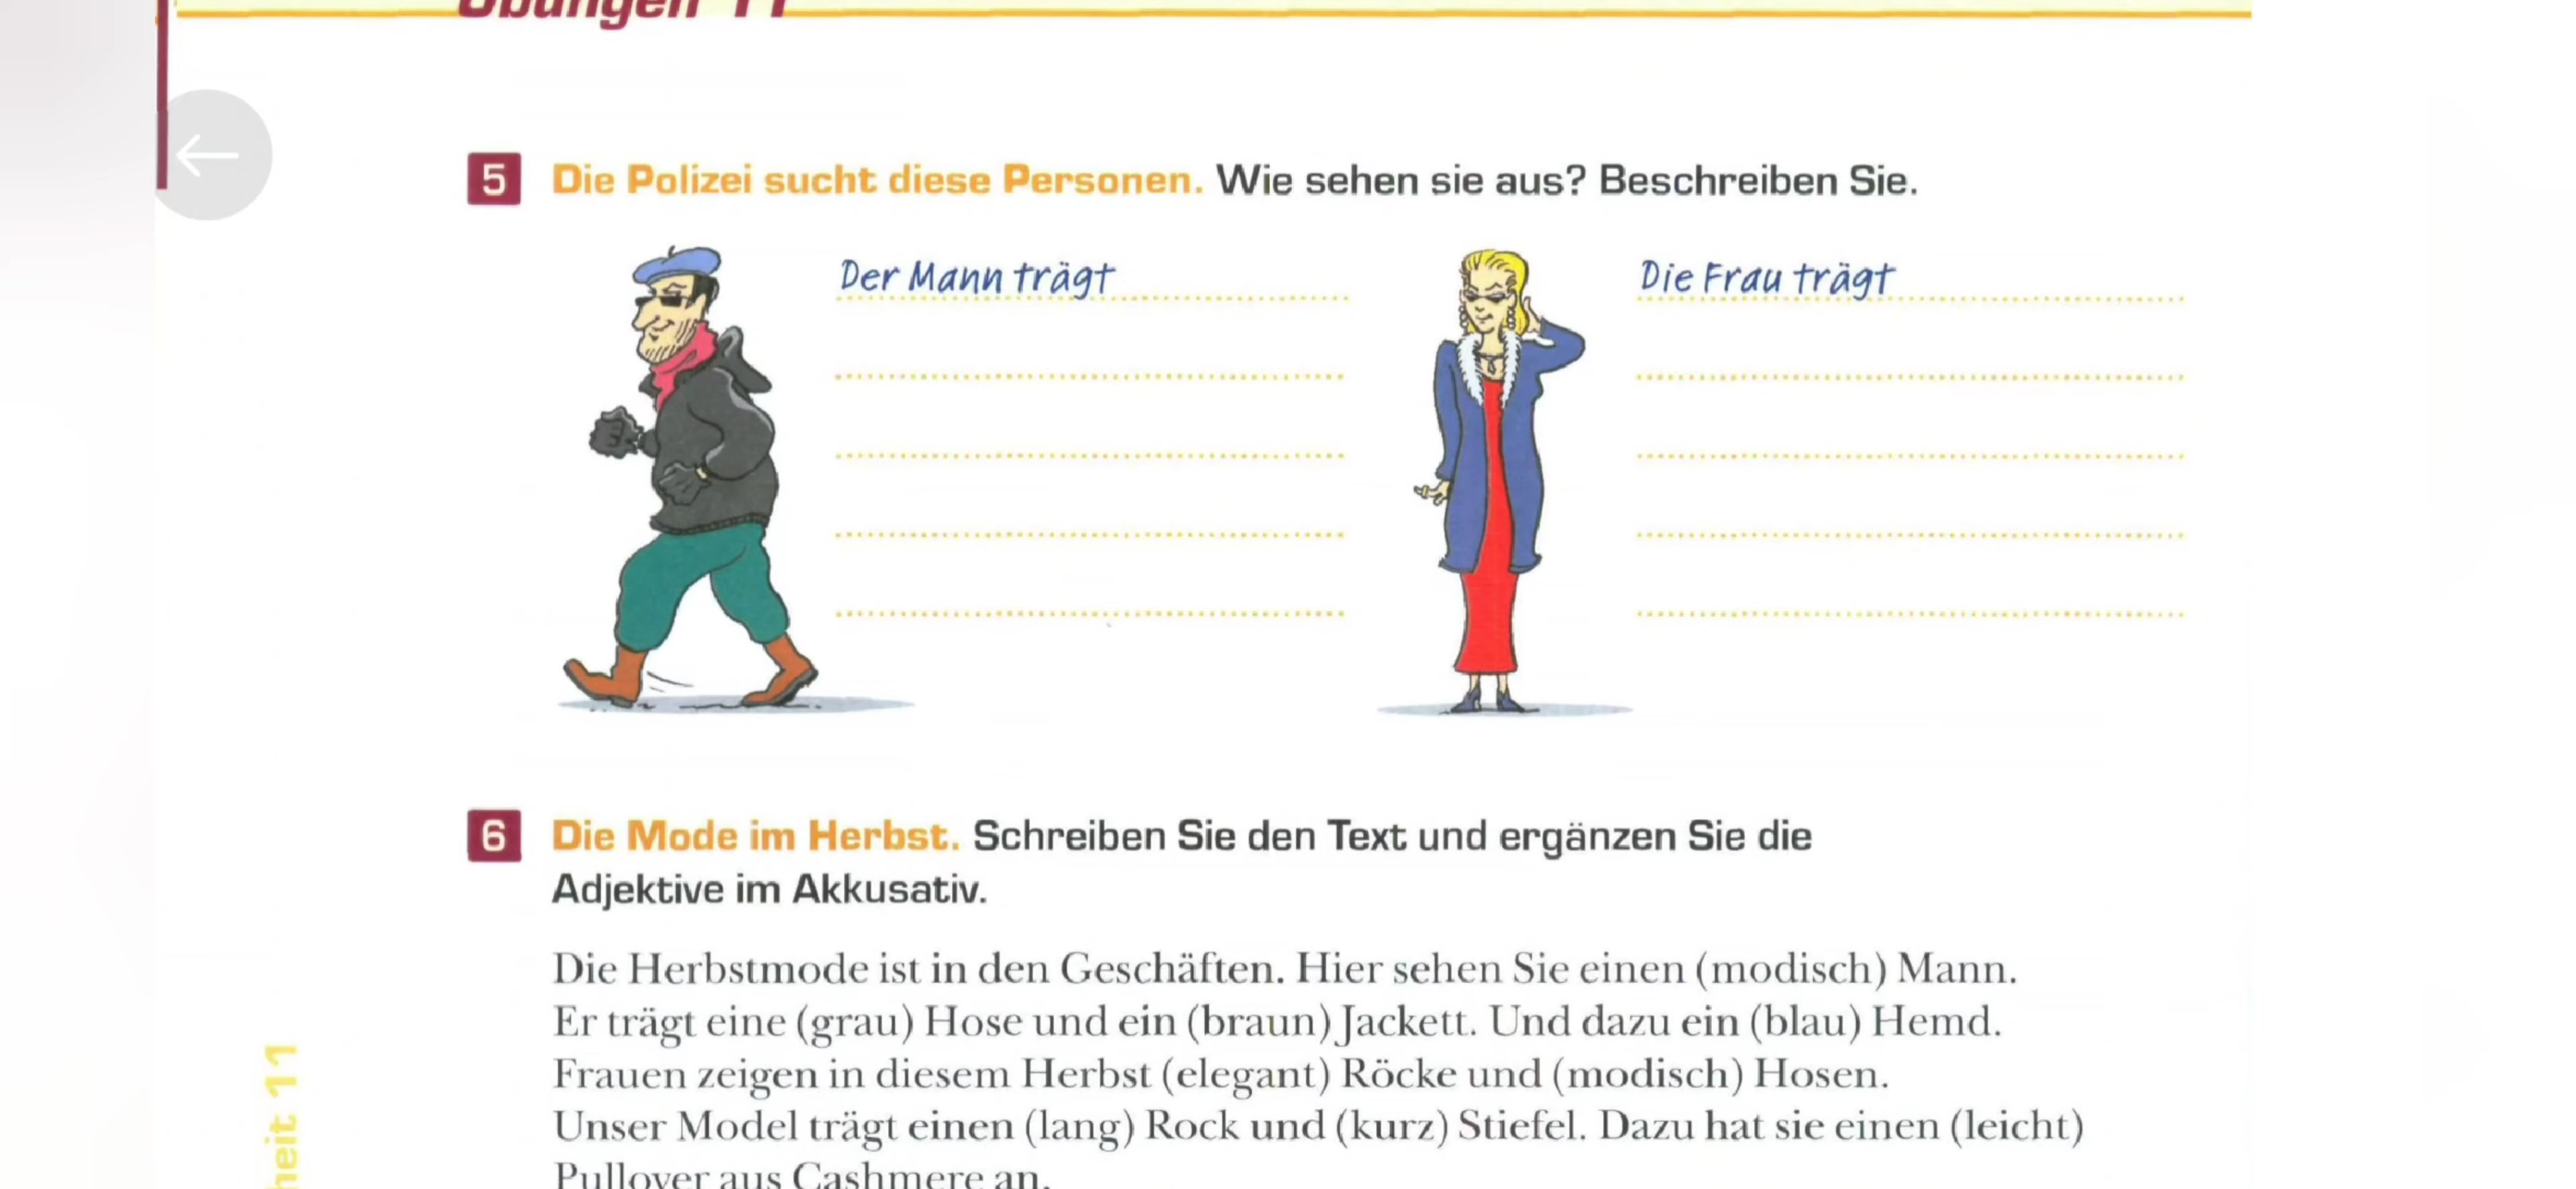 Übungen 11
5 Die Polizei sucht diese Personen. Wie sehen sie aus? Beschreiben Sie.
Der Mann trägt
Die Frau trägt
6 Die Mode im Herbst. Schreiben Sie den Text und ergänzen Sie die
Adjektive im Akkusativ.
Die Herbstmode ist in den Geschäften. Hier sehen Sie einen (modisch) Mann.
Er trägt eine (grau) Hose und ein (braun) Jackett. Und dazu ein (blau) Hemd.
Frauen zeigen in diesem Herbst (elegant) Röcke und (modisch) Hosen.
Unser Model trägt einen (lang) Rock und (kurz) Stiefel. Dazu hat sie einen (leicht)
Pullover aus Cashmere an.
heit 11